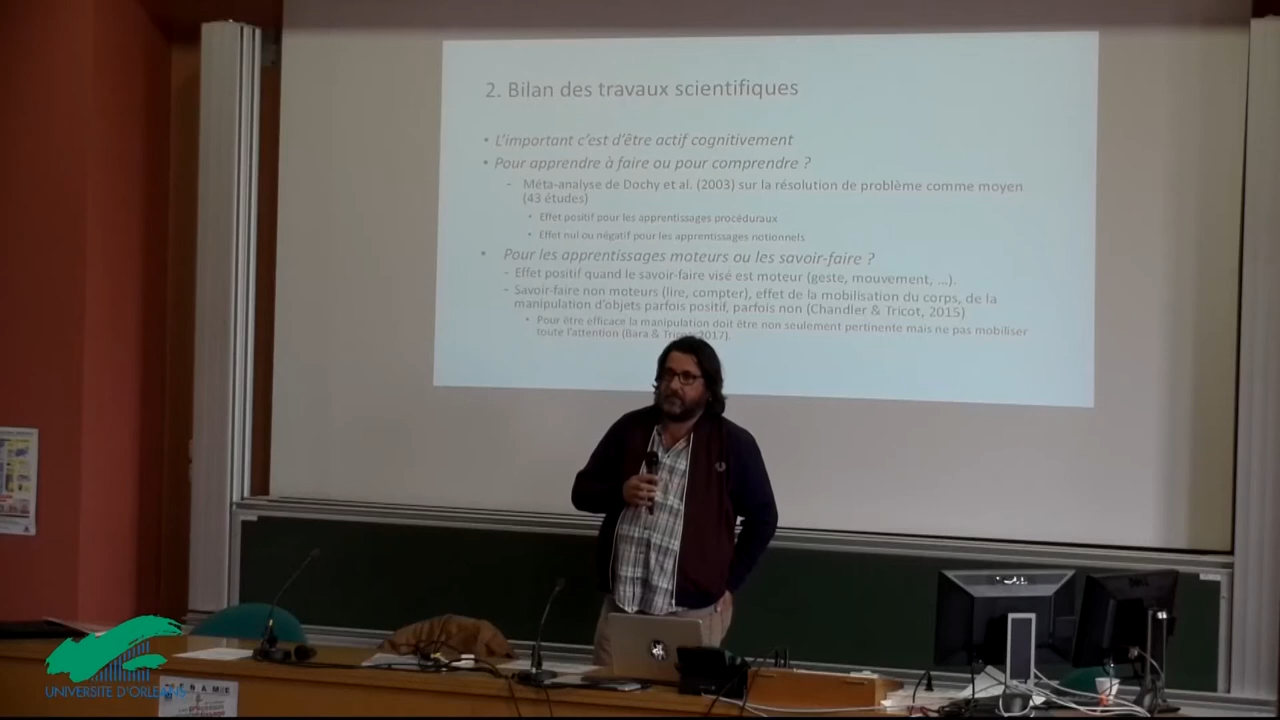 2. Bilan des travaux scientifiques
• L'important c'est d'être actif cognitivement
• Pour apprendre à faire ou pour comprendre ?
- Méta-analyse de Dochy et al. (2003) sur la résolution de problème comme moyen
(43 études)
• Effet positif pour les apprentissages procéduraux
• Effet nul ou négatif pour les apprentissages notionnels
• Pour les apprentissages moteurs ou les savoir-faire ?
- Effet positif quand le savoir-faire visé est moteur (geste, mouvement, ...).
- Savoir-faire non moteurs (lire, compter), effet de la mobilisation du corps, de la
manipulation d'objets parfois positif, parfois non (Chandler & Tricot, 2015)
• Pour être efficace la manipulation doit être non seulement pertinente mais ne pas mobiliser
toute l'attention (Bara & Tricot, 2017).
DELL
UNIVERSITE D'ORLEANS